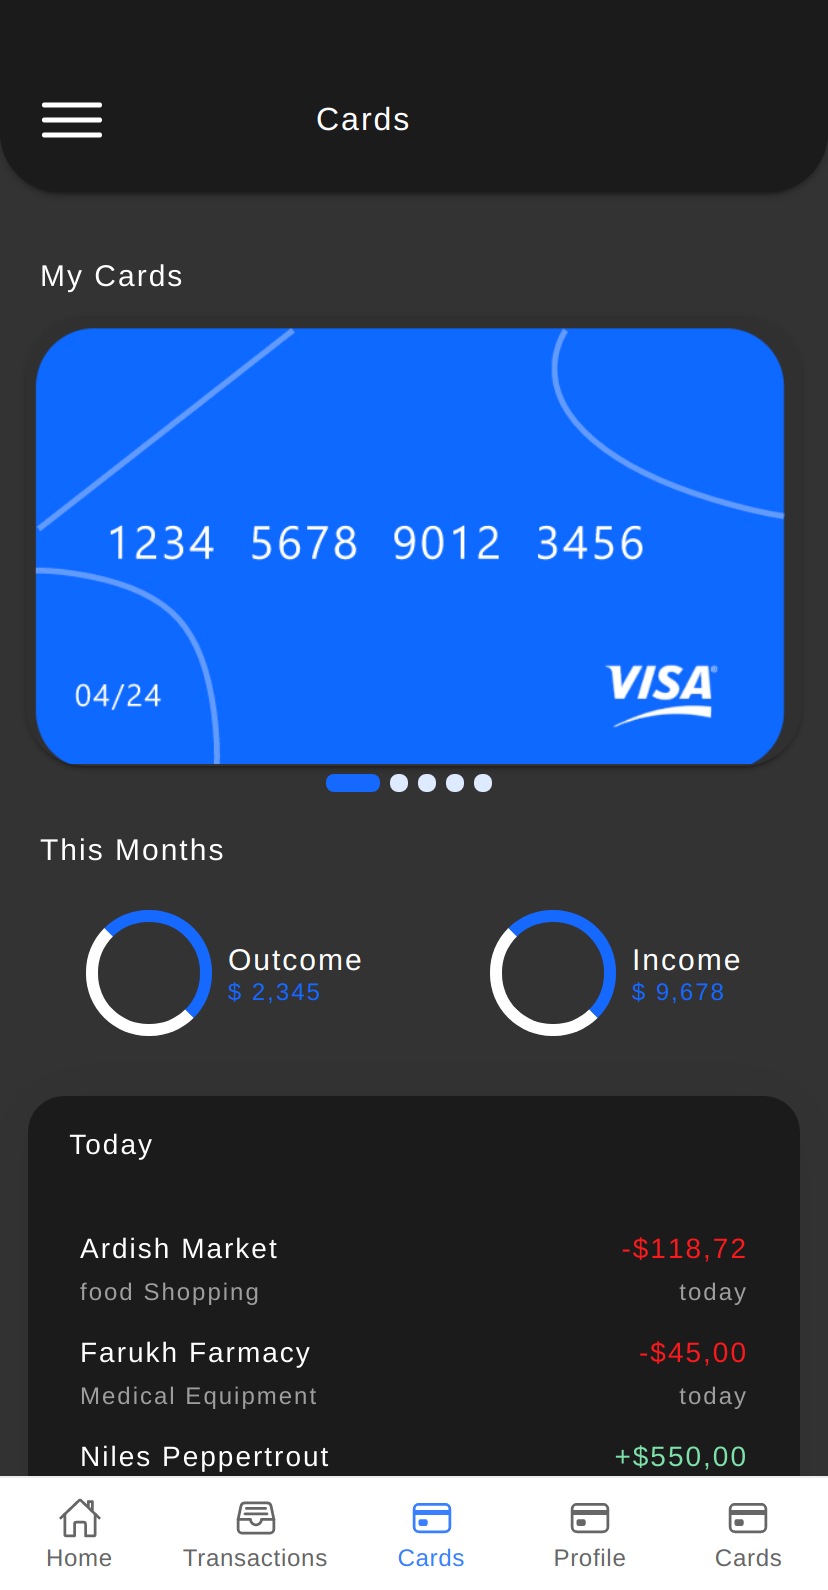 Cards
My Cards
1234 5678 9012 3456
04/24 VISA
This Months
Outcome
$ 2,345
Income
$ 9,678
Today
Ardish Market -$118,72
food Shopping today
Farukh Farmacy -$45,00
Medical Equipment today
Niles Peppertrout +$550,00
Home Transactions Cards Profile Cards